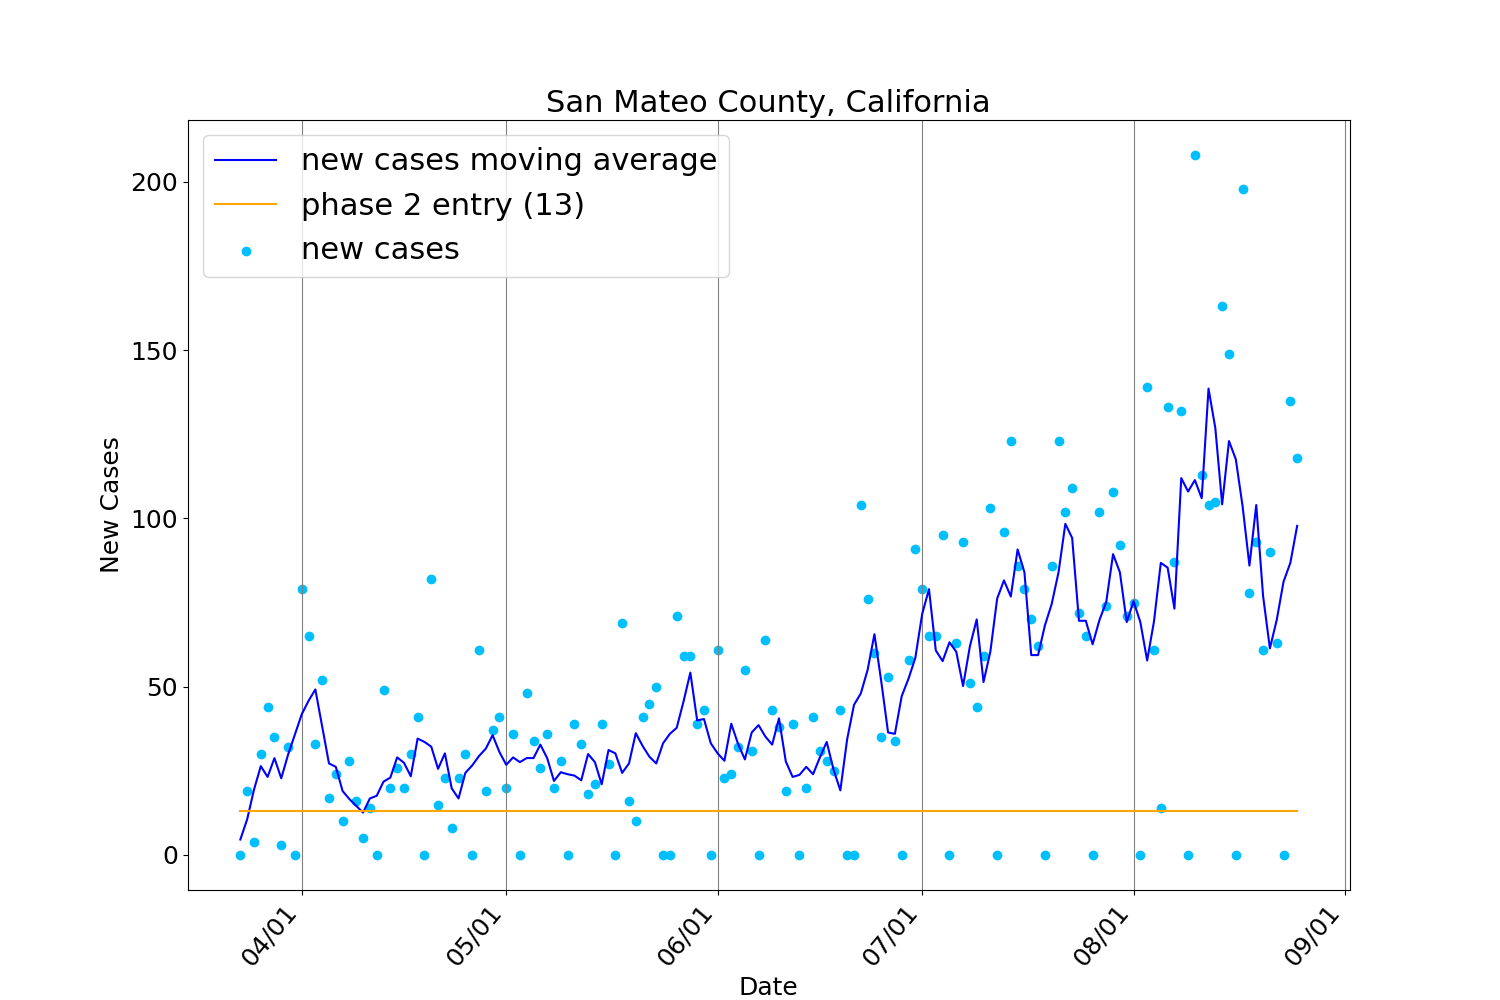 San Mateo County, California
new cases moving average
phase 2 entry (13)
new cases
200
150
100
50
0
New Cases
04/01
05/01
06/01
07/01
08/01
09/01
Date